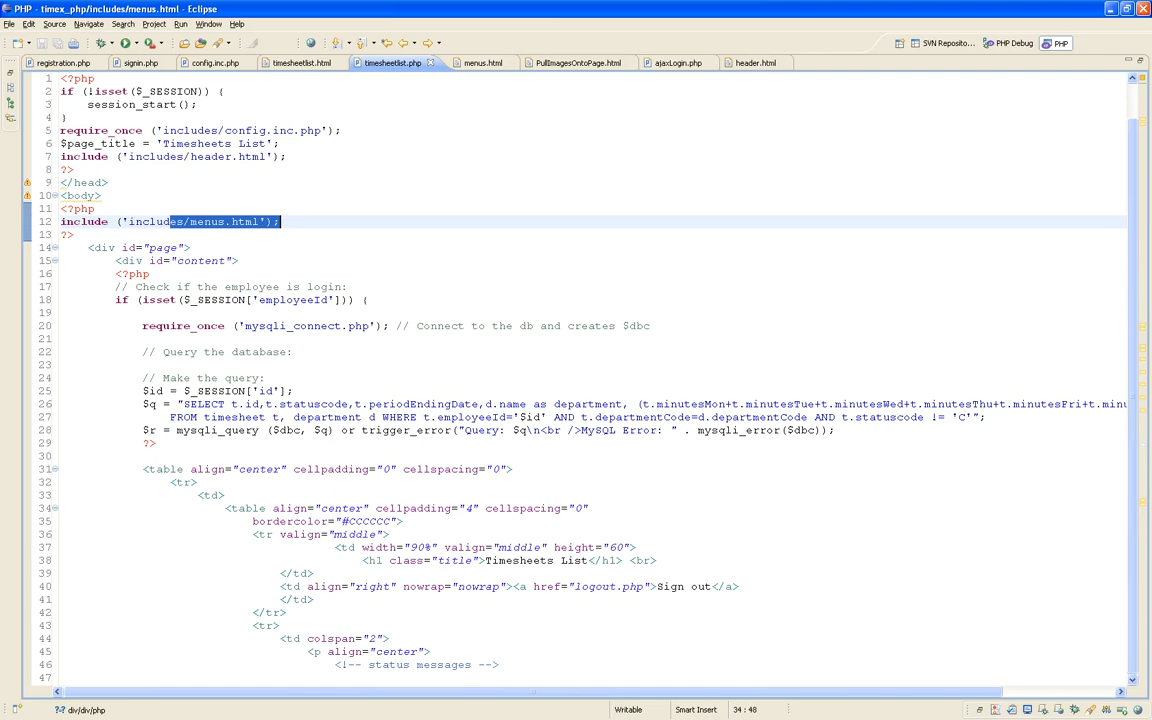 PHP - timex_php/includes/menus.html - Eclipse
File Edit Source Navigate Search Project Run Window Help
SVN Reposito... PHP Debug PHP
registration.php signin.php config.inc.php timesheetlist.html timesheetlist.php menus.html PullImagesOntoPage.html ajaxLogin.php header.html
1 <?php
2 if (!isset($_SESSION)) {
3 session_start();
4 }
5 require_once ('includes/config.inc.php');
6 $page_title = 'Timesheets List';
7 include ('includes/header.html');
8 ?>
9 </head>
10 <body>
11 <?php
12 include ('includes/menus.html');
13 ?>
14 <div id="page">
15 <div id="content">
16 <?php
17 // Check if the employee is login:
18 if (isset($_SESSION['employeeId'])) {
19
20 require_once ('mysqli_connect.php'); // Connect to the db and creates $dbc
21
22 // Query the database:
23
24 // Make the query:
25 $id = $_SESSION['id'];
26 $q = "SELECT t.id,t.statuscode,t.periodEndingDate,d.name as department, (t.minutesMon+t.minutesTue+t.minutesWed+t.minutesThu+t.minutesFri+t.minu
27 FROM timesheet t, department d WHERE t.employeeId='$id' AND t.departmentCode=d.departmentCode AND t.statuscode != 'C'";
28 $r = mysqli_query ($dbc, $q) or trigger_error("Query: $q\n<br />MySQL Error: " . mysqli_error($dbc));
29 ?>
30
31 <table align="center" cellpadding="0" cellspacing="0">
32 <tr>
33 <td>
34 <table align="center" cellpadding="4" cellspacing="0"
35 bordercolor="#CCCCCC">
36 <tr valign="middle">
37 <td width="90%" valign="middle" height="60">
38 <h1 class="title">Timesheets List</h1> <br>
39 </td>
40 <td align="right" nowrap="nowrap"><a href="logout.php">Sign out</a>
41 </td>
42 </tr>
43 <tr>
44 <td colspan="2">
45 <p align="center">
46 <!-- status messages -->
47
div/div/php Writable Smart Insert 34 : 48